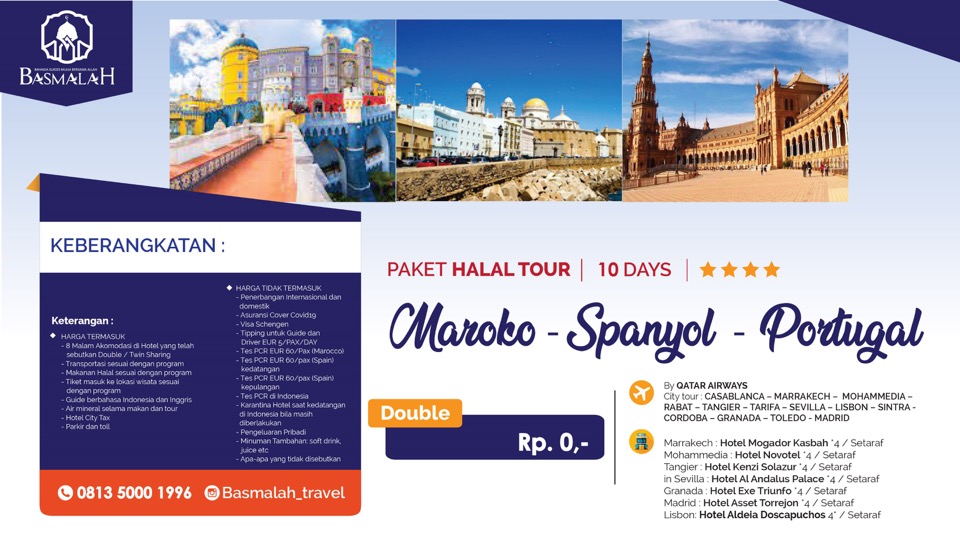 BAHAGIA SUKSES MULIA BERSAMA ALLAH
BASMALAH
KEBERANGKATAN :
Keterangan :
HARGA TERMASUK
- 8 Malam Akomodasi di Hotel yang telah
sebutkan Double / Twin Sharing
- Transportasi sesuai dengan program
- Makanan Halal sesuai dengan program
- Tiket masuk ke lokasi wisata sesuai
dengan program
- Guide berbahasa Indonesia dan Inggris
- Air mineral selama makan dan tour
- Hotel City Tax
- Parkir dan toll
HARGA TIDAK TERMASUK
- Penerbangan Internasional dan
domestik
- Asuransi Cover Covid19
- Visa Schengen
- Tipping untuk Guide dan
Driver EUR 5/PAX/DAY
- Tes PCR EUR 60/Pax (Marocco)
- Tes PCR EUR 60/pax (Spain)
kedatangan
- Tes PCR EUR 60/pax (Spain)
kepulangan
- Tes PCR di Indonesia
- Karantina Hotel saat kedatangan
di indonesia bila masih
diberlakukan
- Pengeluaran Pribadi
- Minuman Tambahan: soft drink,
juice etc
- Apa-apa yang tidak disebutkan
0813 5000 1996 Basmalah_travel
PAKET HALAL TOUR | 10 DAYS |
Maroko - Spanyol - Portugal
Double
Rp. 0,-
By QATAR AIRWAYS
City tour : CASABLANCA – MARRAKECH – MOHAMMEDIA –
RABAT – TANGIER – TARIFA – SEVILLA – LISBON – SINTRA -
CORDOBA – GRANADA – TOLEDO - MADRID
Marrakech : Hotel Mogador Kasbah *4 / Setaraf
Mohammedia : Hotel Novotel *4 / Setaraf
Tangier : Hotel Kenzi Solazur *4 / Setaraf
in Sevilla : Hotel Al Andalus Palace *4 / Setaraf
Granada : Hotel Exe Triunfo *4 / Setaraf
Madrid : Hotel Asset Torrejon *4 / Setaraf
Lisbon: Hotel Aldeia Doscapuchos 4* / Setaraf